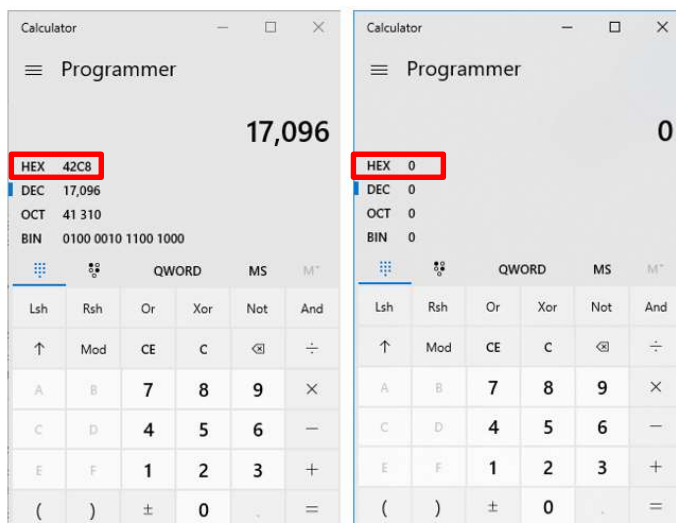 Calculator
Programmer
17,096
HEX 42C8
DEC 17,096
OCT 41 310
BIN 0100 0010 1100 1000
QWORD MS M˅
Lsh Rsh Or Xor Not And
↑ Mod CE C ⌫ ÷
A B 7 8 9 ×
C D 4 5 6 −
E F 1 2 3 +
( ) ± 0 . =
Calculator
Programmer
0
HEX 0
DEC 0
OCT 0
BIN 0
QWORD MS M˅
Lsh Rsh Or Xor Not And
↑ Mod CE C ⌫ ÷
A B 7 8 9 ×
C D 4 5 6 −
E F 1 2 3 +
( ) ± 0 . =